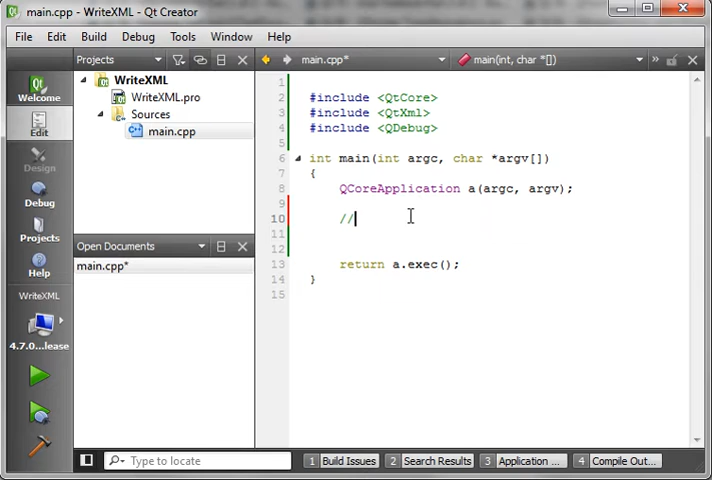 main.cpp - WriteXML - Qt Creator
File Edit Build Debug Tools Window Help
Projects
main.cpp*
main(int, char *[])
Welcome
Edit
Design
Debug
Projects
Help
WriteXML
4.7.0...lease
WriteXML
WriteXML.pro
Sources
main.cpp
Open Documents
main.cpp*
1
2 #include <QtCore>
3 #include <QtXml>
4 #include <QDebug>
5
6 int main(int argc, char *argv[])
7 {
8 QCoreApplication a(argc, argv);
9
10 //
11
12
13 return a.exec();
14 }
15
Type to locate
1 Build Issues 2 Search Results 3 Application ... 4 Compile Out...